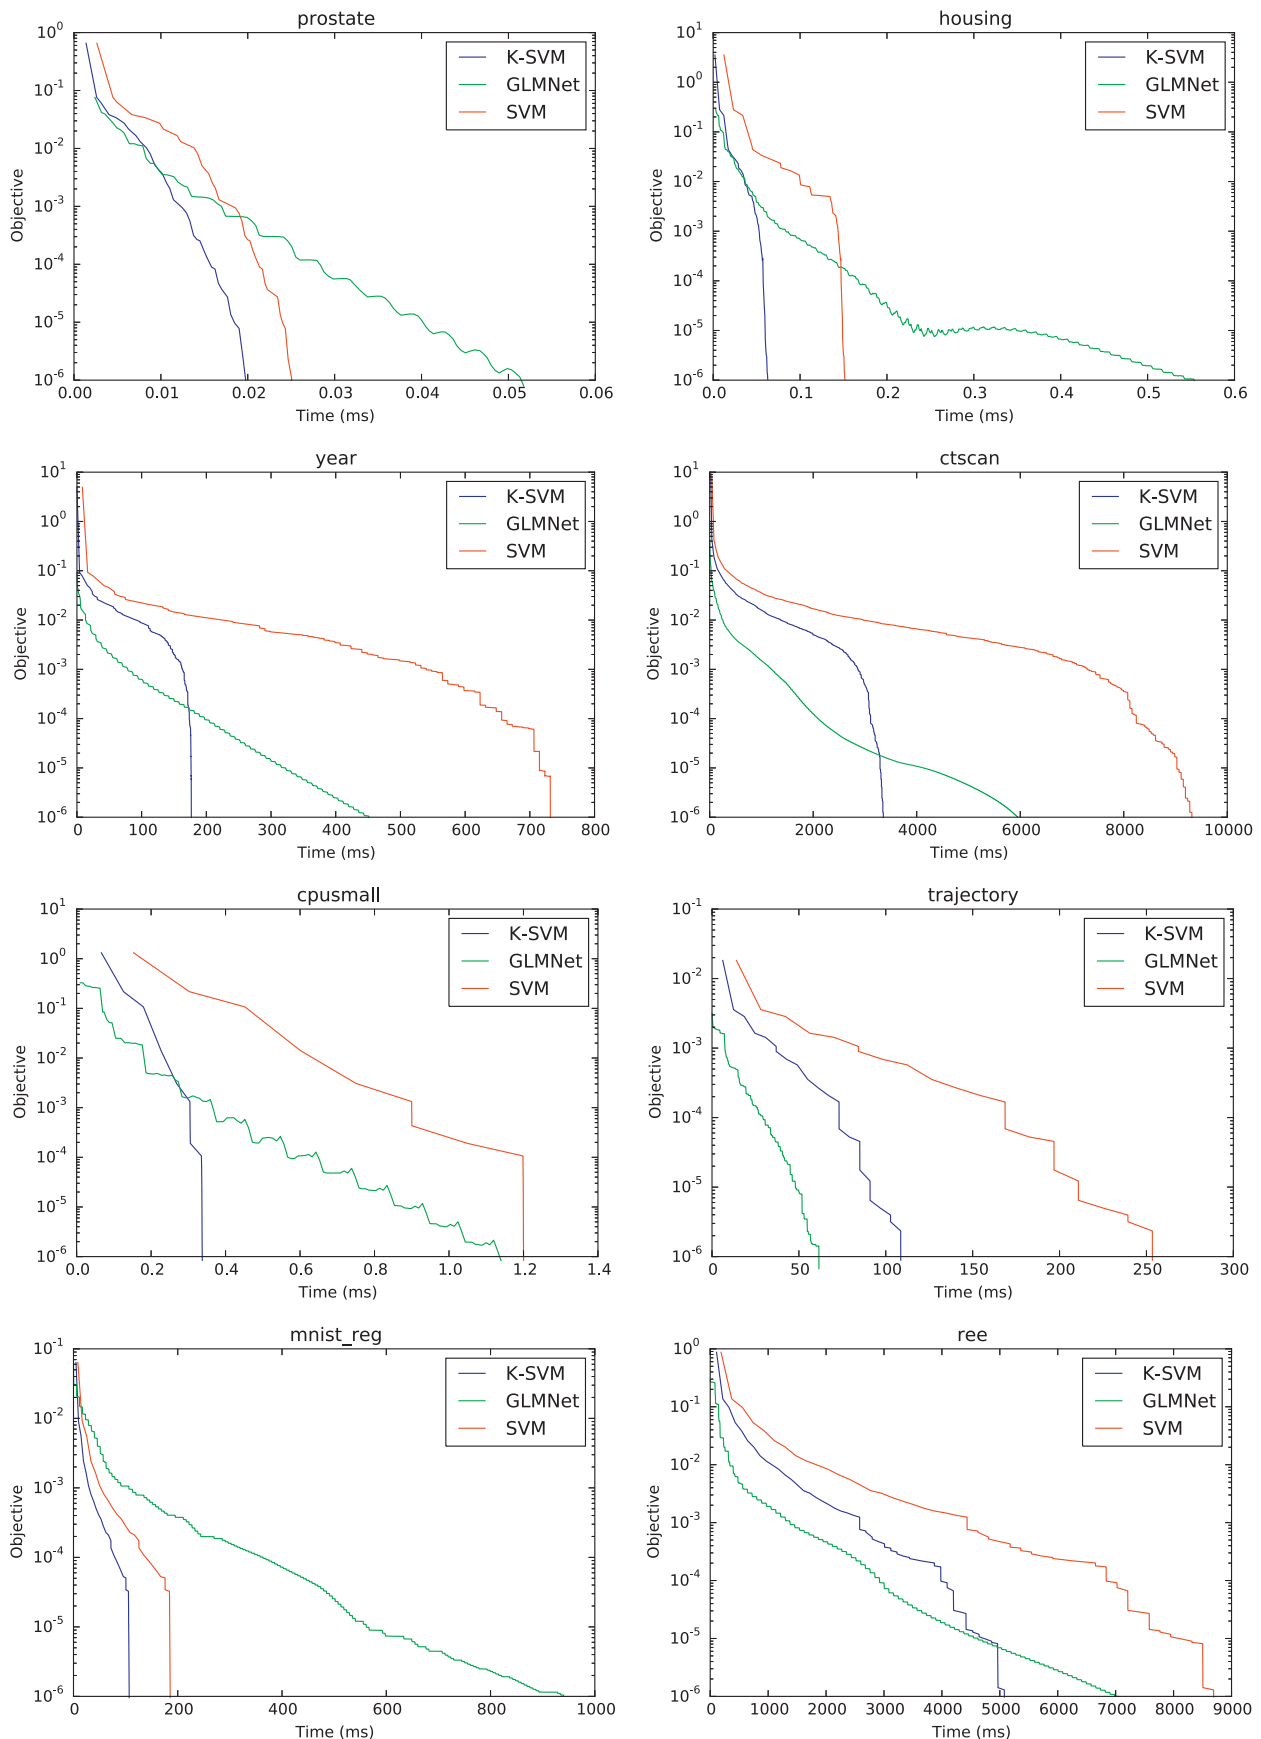 prostate
10^0
10^-1
10^-2
10^-3
10^-4
10^-5
10^-6
Objective
K-SVM
GLMNet
SVM
0.00 0.01 0.02 0.03 0.04 0.05 0.06
Time (ms)
housing
10^1
10^0
10^-1
10^-2
10^-3
10^-4
10^-5
10^-6
Objective
K-SVM
GLMNet
SVM
0.0 0.1 0.2 0.3 0.4 0.5 0.6
Time (ms)
year
10^1
10^0
10^-1
10^-2
10^-3
10^-4
10^-5
10^-6
Objective
K-SVM
GLMNet
SVM
0 100 200 300 400 500 600 700 800
Time (ms)
ctscan
10^1
10^0
10^-1
10^-2
10^-3
10^-4
10^-5
10^-6
Objective
K-SVM
GLMNet
SVM
0 2000 4000 6000 8000 10000
Time (ms)
cpusmall
10^1
10^0
10^-1
10^-2
10^-3
10^-4
10^-5
10^-6
Objective
K-SVM
GLMNet
SVM
0.0 0.2 0.4 0.6 0.8 1.0 1.2 1.4
Time (ms)
trajectory
10^-1
10^-2
10^-3
10^-4
10^-5
10^-6
Objective
K-SVM
GLMNet
SVM
0 50 100 150 200 250 300
Time (ms)
mnist_reg
10^-1
10^-2
10^-3
10^-4
10^-5
10^-6
Objective
K-SVM
GLMNet
SVM
0 200 400 600 800 1000
Time (ms)
ree
10^0
10^-1
10^-2
10^-3
10^-4
10^-5
10^-6
Objective
K-SVM
GLMNet
SVM
0 1000 2000 3000 4000 5000 6000 7000 8000 9000
Time (ms)